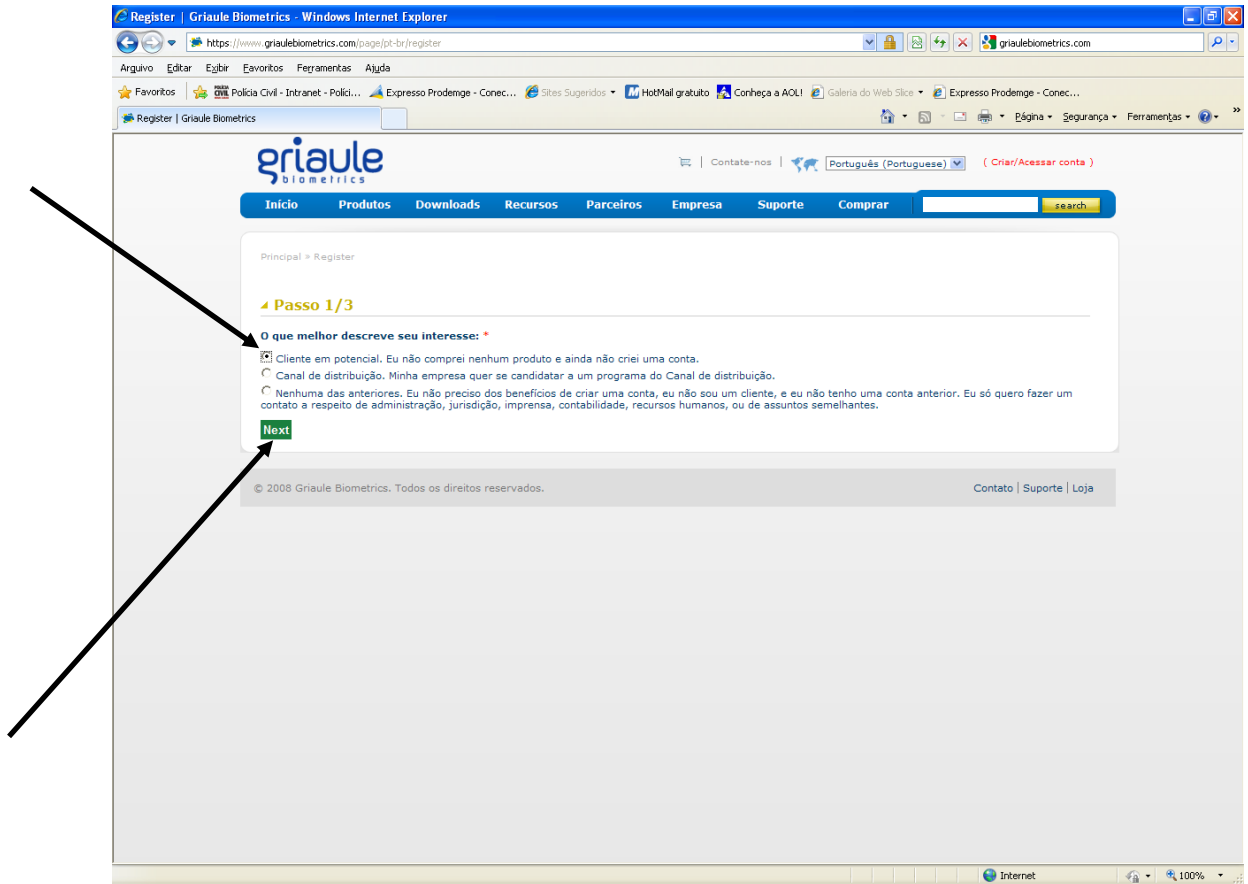 Register | Griaule Biometrics - Windows Internet Explorer
https://www.griaulebiometrics.com/page/pt-br/register
griaulebiometrics.com
Arquivo Editar Exibir Favoritos Ferramentas Ajuda
Favoritos POLÍCIA CIVIL Polícia Civil - Intranet - Políci... Expresso Prodemge - Conec... Sites Sugeridos HotMail gratuito Conheça a AOL! Galeria do Web Slice Expresso Prodemge - Conec...
Register | Griaule Biometrics
Página Segurança Ferramentas
griaule
biometrics
| Contate-nos | Português (Portuguese) ( Criar/Acessar conta )
Início Produtos Downloads Recursos Parceiros Empresa Suporte Comprar search
Principal » Register
Passo 1/3
O que melhor descreve seu interesse: *
Cliente em potencial. Eu não comprei nenhum produto e ainda não criei uma conta.
Canal de distribuição. Minha empresa quer se candidatar a um programa do Canal de distribuição.
Nenhuma das anteriores. Eu não preciso dos benefícios de criar uma conta, eu não sou um cliente, e eu não tenho uma conta anterior. Eu só quero fazer um
contato a respeito de administração, jurisdição, imprensa, contabilidade, recursos humanos, ou de assuntos semelhantes.
Next
© 2008 Griaule Biometrics. Todos os direitos reservados.
Contato | Suporte | Loja
Internet
100%